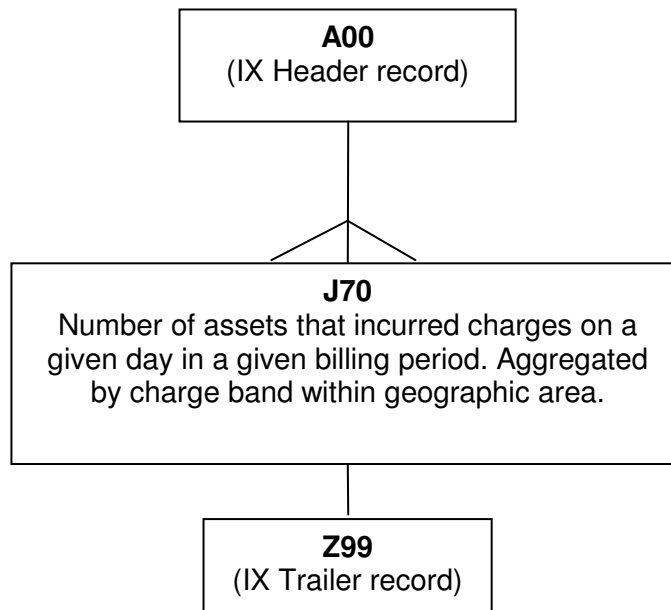 A00
(IX Header record)
J70
Number of assets that incurred charges on a
given day in a given billing period. Aggregated
by charge band within geographic area.
Z99
(IX Trailer record)